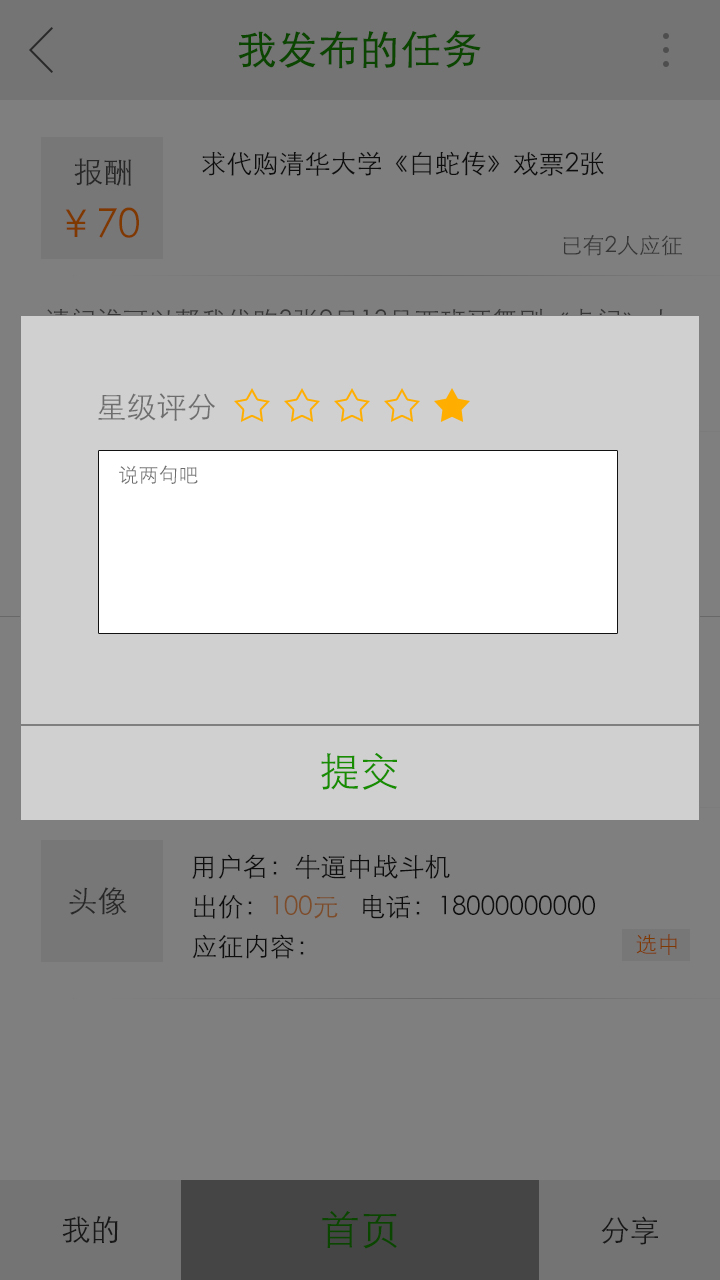 我发布的任务
报酬
¥ 70
求代购清华大学《白蛇传》戏票2张
已有2人应征
星级评分
说两句吧
提交
头像
用户名：牛逼中战斗机
出价：100元 电话：18000000000
应征内容：
选中
我的
首页
分享